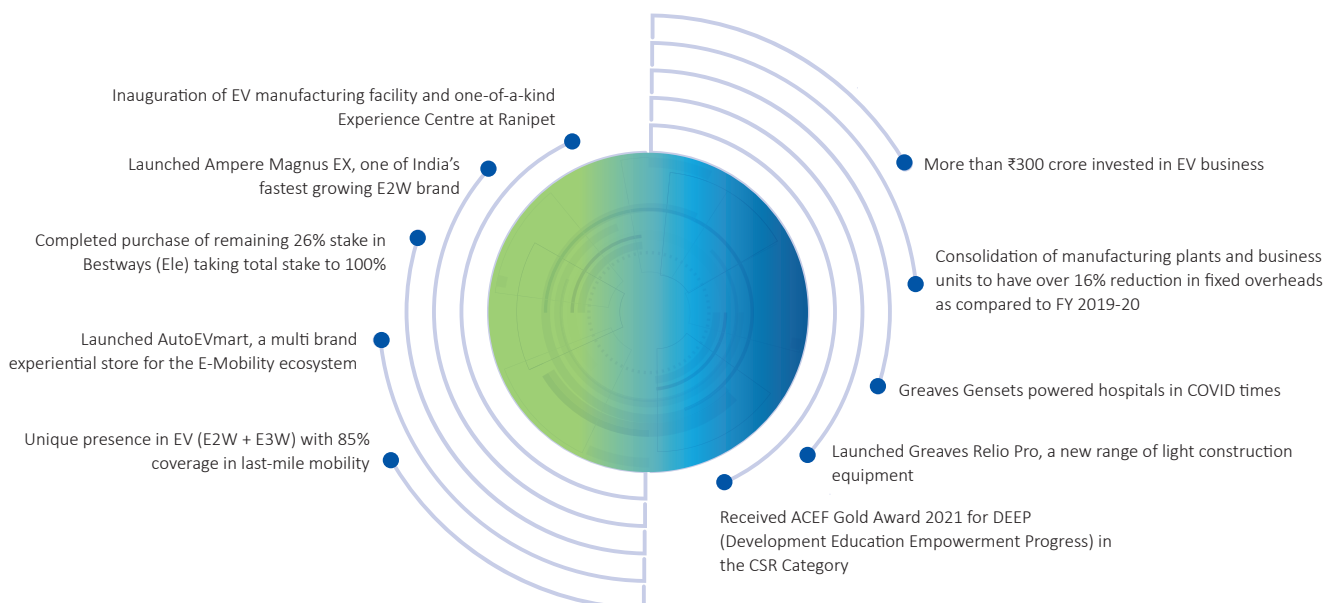 Inauguration of EV manufacturing facility and one-of-a-kind
Experience Centre at Ranipet
Launched Ampere Magnus EX, one of India’s
fastest growing E2W brand
Completed purchase of remaining 26% stake in
Bestways (Ele) taking total stake to 100%
Launched AutoEVmart, a multi brand
experiential store for the E-Mobility ecosystem
Unique presence in EV (E2W + E3W) with 85%
coverage in last-mile mobility
More than ₹300 crore invested in EV business
Consolidation of manufacturing plants and business
units to have over 16% reduction in fixed overheads
as compared to FY 2019-20
Greaves Gensets powered hospitals in COVID times
Launched Greaves Relio Pro, a new range of light construction
equipment
Received ACEF Gold Award 2021 for DEEP
(Development Education Empowerment Progress) in
the CSR Category